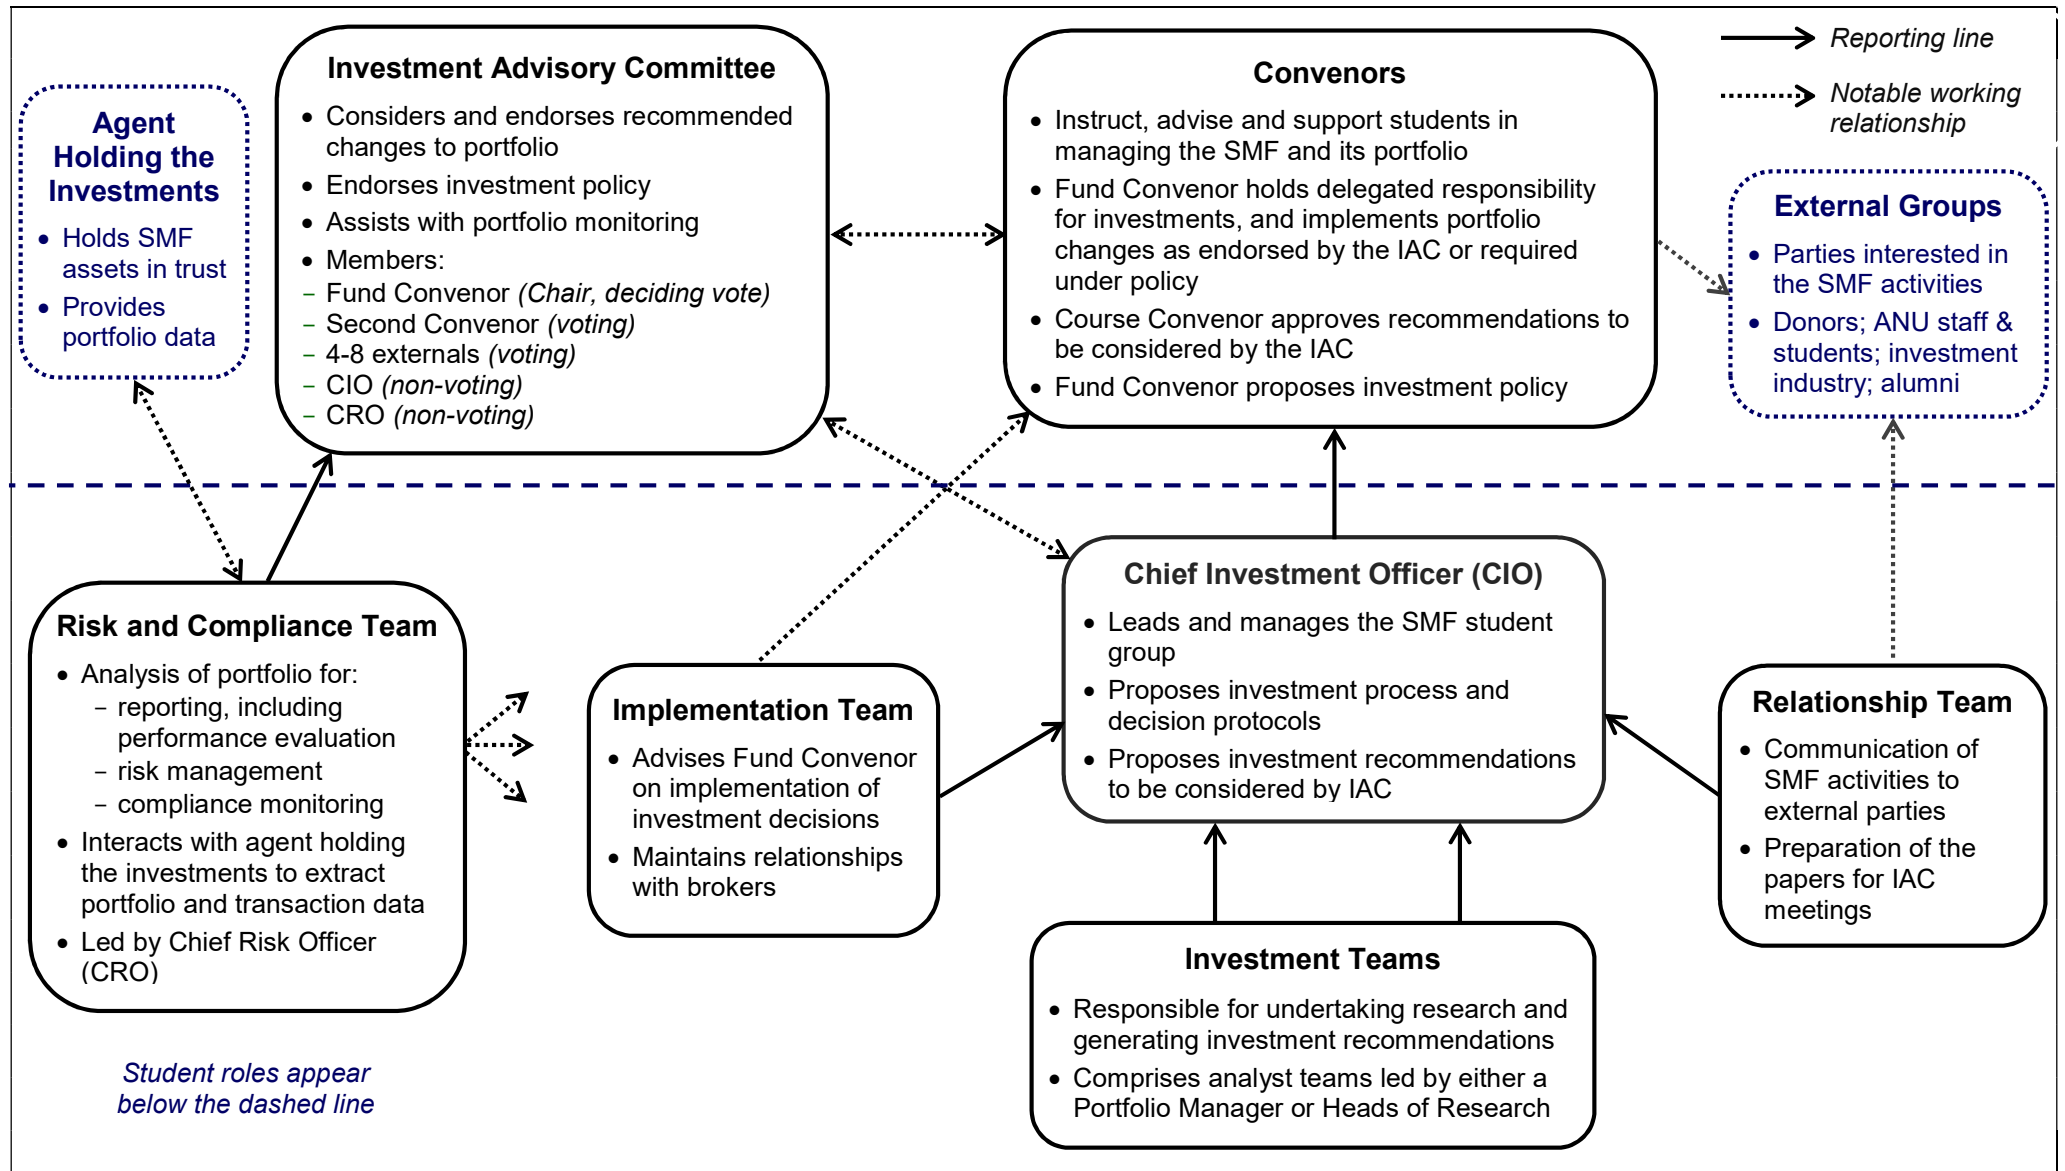 Reporting line
Notable working
relationship
Agent
Holding the
Investments
• Holds SMF
assets in trust
• Provides
portfolio data
Investment Advisory Committee
• Considers and endorses recommended
changes to portfolio
• Endorses investment policy
• Assists with portfolio monitoring
• Members:
– Fund Convenor (Chair, deciding vote)
– Second Convenor (voting)
– 4-8 externals (voting)
– CIO (non-voting)
– CRO (non-voting)
Convenors
• Instruct, advise and support students in
managing the SMF and its portfolio
• Fund Convenor holds delegated responsibility
for investments, and implements portfolio
changes as endorsed by the IAC or required
under policy
• Course Convenor approves recommendations to
be considered by the IAC
• Fund Convenor proposes investment policy
External Groups
• Parties interested in
the SMF activities
• Donors; ANU staff &
students; investment
industry; alumni
Risk and Compliance Team
• Analysis of portfolio for:
– reporting, including
performance evaluation
– risk management
– compliance monitoring
• Interacts with agent holding
the investments to extract
portfolio and transaction data
• Led by Chief Risk Officer
(CRO)
Implementation Team
• Advises Fund Convenor
on implementation of
investment decisions
• Maintains relationships
with brokers
Chief Investment Officer (CIO)
• Leads and manages the SMF student
group
• Proposes investment process and
decision protocols
• Proposes investment recommendations
to be considered by IAC
Relationship Team
• Communication of
SMF activities to
external parties
• Preparation of the
papers for IAC
meetings
Investment Teams
• Responsible for undertaking research and
generating investment recommendations
• Comprises analyst teams led by either a
Portfolio Manager or Heads of Research
Student roles appear
below the dashed line